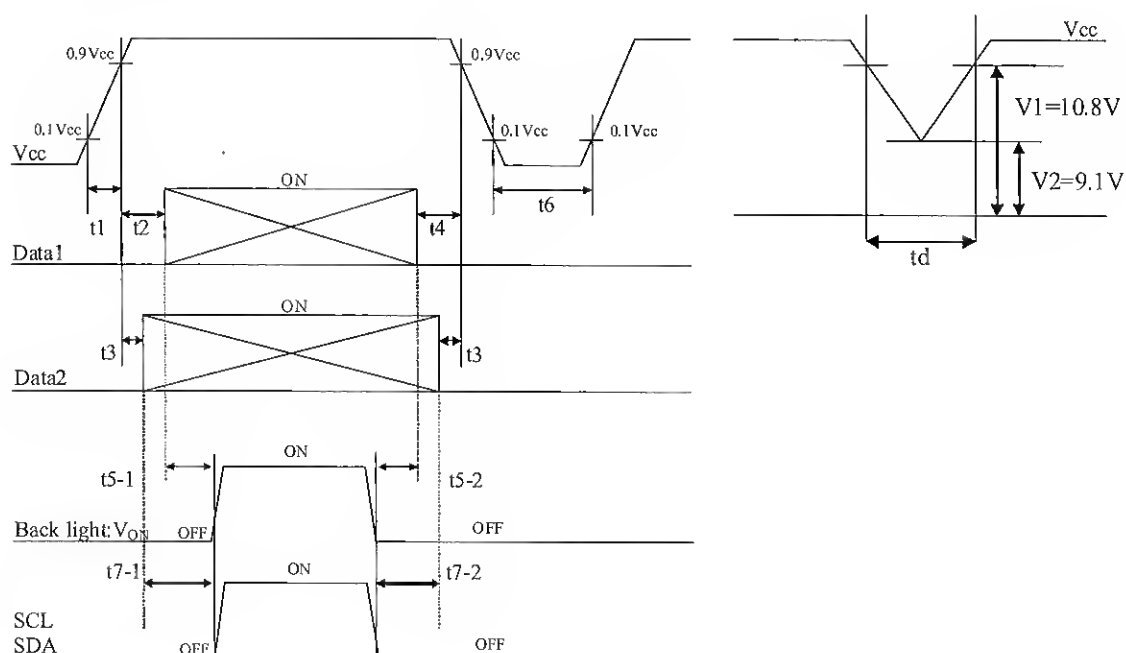 0.9Vcc
0.9Vcc
Vcc
V1=10.8V
0.1Vcc
0.1Vcc
0.1Vcc
Vcc
V2=9.1V
ON
t1
t2
t4
t6
td
Data1
ON
t3
t3
Data2
ON
t5-1
t5-2
Back light:VON
OFF
OFF
t7-1
ON
t7-2
SCL
SDA
OFF
OFF